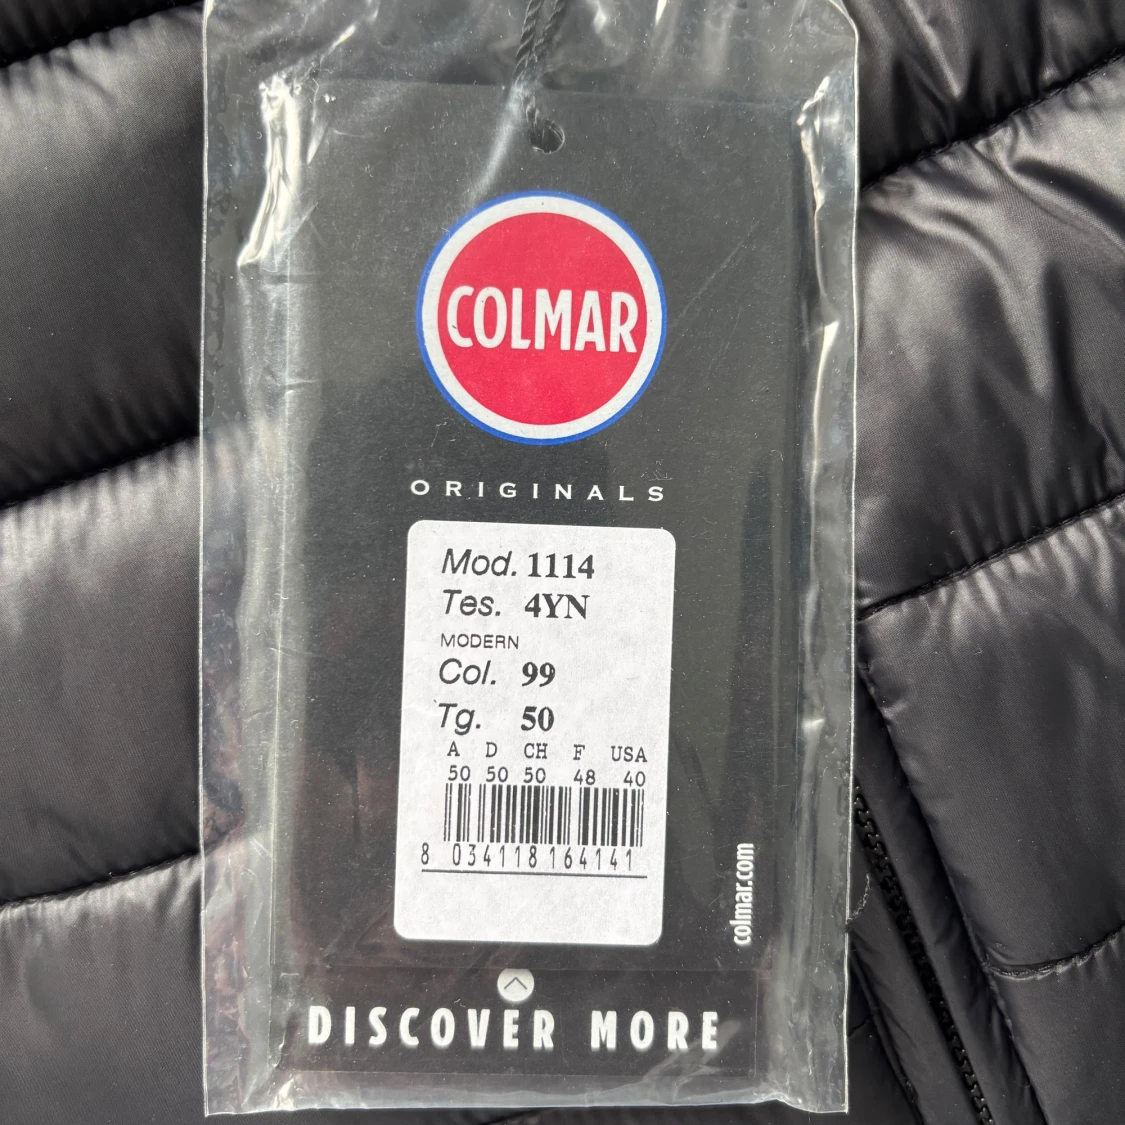 COLMAR
ORIGINALS
Mod. 1114
Tes. 4YN
MODERN
Col. 99
Tg. 50
A D CH F USA
50 50 50 48 40
8 034118 164141
colmar.com
DISCOVER MORE